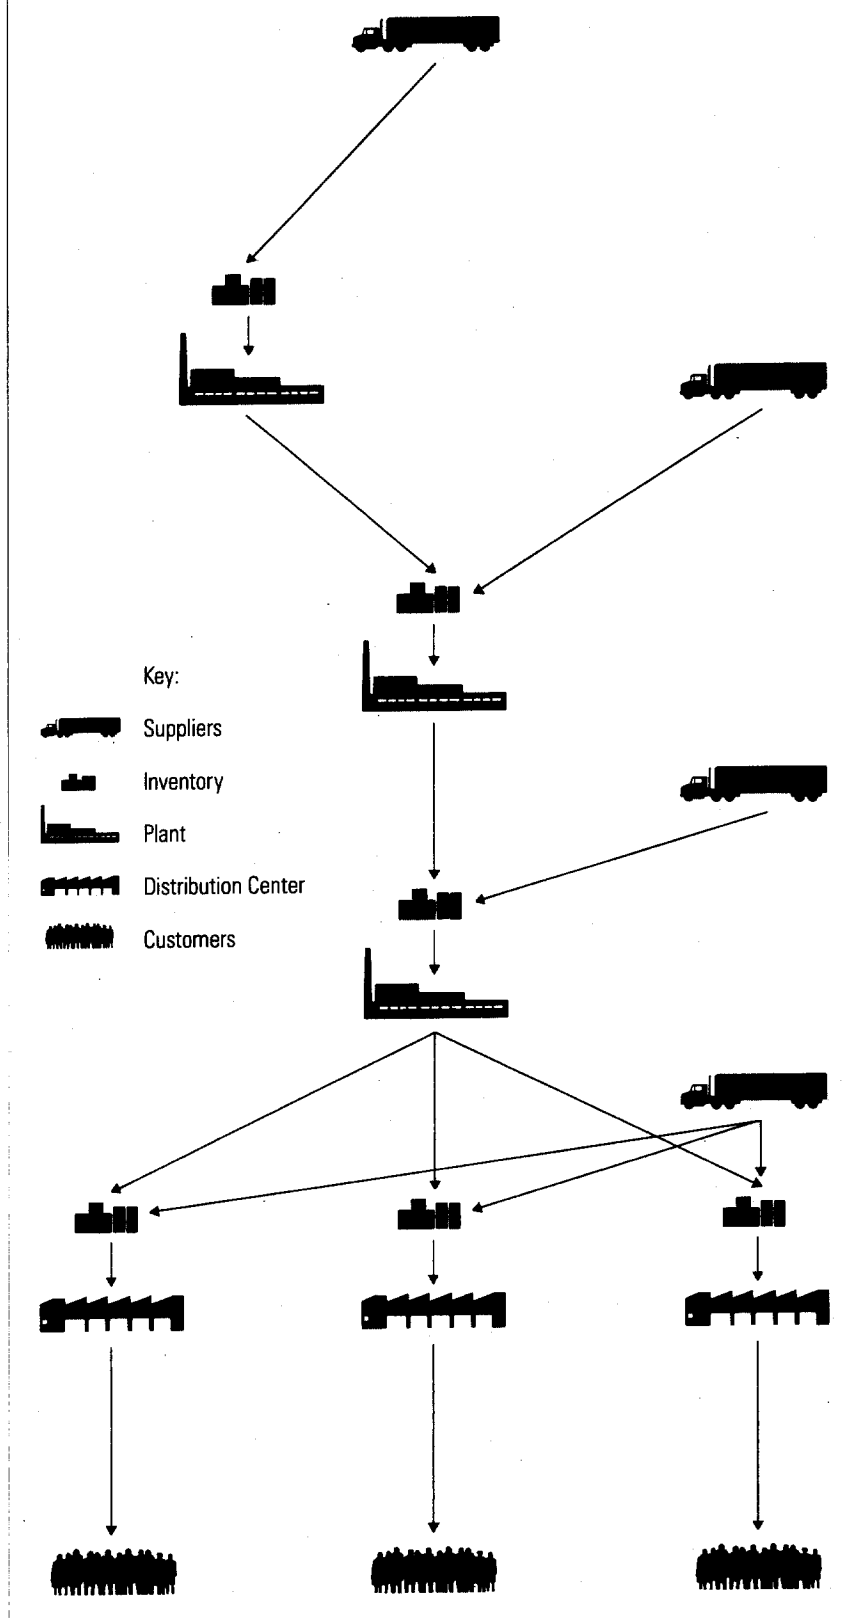 Key:
Suppliers
Inventory
Plant
Distribution Center
Customers